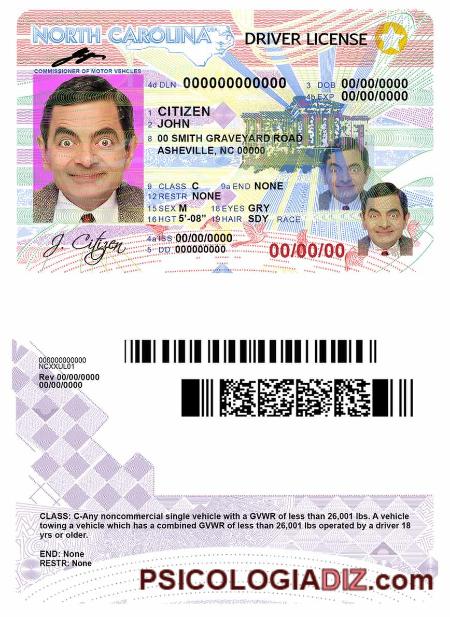 NORTH CAROLINA
DRIVER LICENSE
COMMISSIONER OF MOTOR VEHICLES
4d DLN 000000000000 3 DOB 00/00/0000
4b EXP 00/00/0000
1 CITIZEN
2 JOHN
8 00 SMITH GRAVEYARD ROAD
ASHEVILLE, NC 00000
9 CLASS C 9a END NONE
12 RESTR NONE
15 SEX M 18 EYES GRY
16 HGT 5'-08" 19 HAIR SDY RACE
J. Citizen
4a ISS 00/00/0000
5 DD 000000000
00/00/00
000000000000
NCXXUL01
Rev 00/00/0000
00/00/0000
CLASS: C-Any noncommercial single vehicle with a GVWR of less than 26,001 lbs. A vehicle
towing a vehicle which has a combined GVWR of less than 26,001 lbs operated by a driver 18
yrs or older.
END: None
RESTR: None
PSICOLOGIADIZ.com